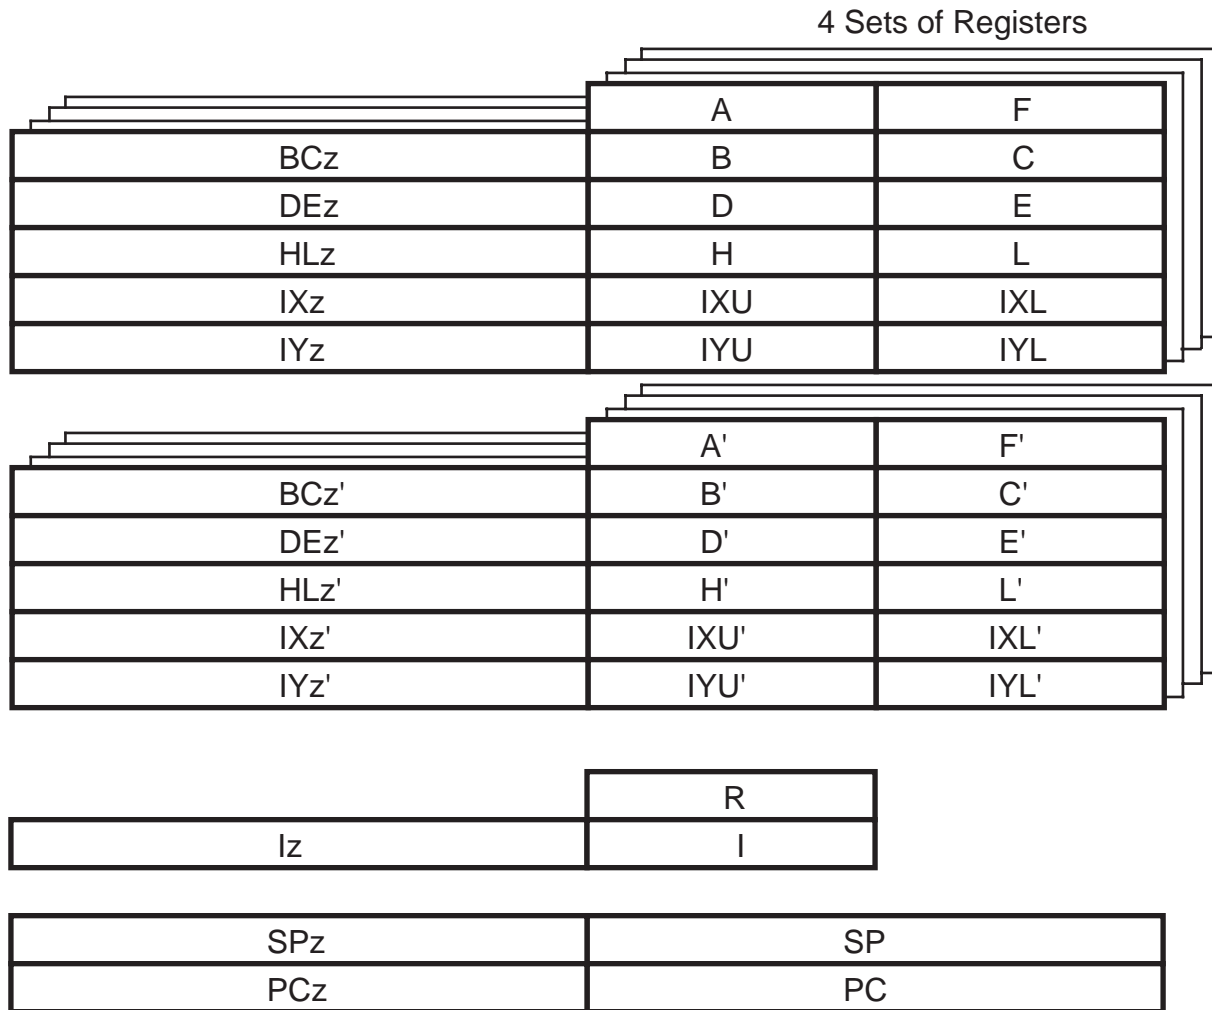 4 Sets of Registers
A F
BCz B C
DEz D E
HLz H L
IXz IXU IXL
IYz IYU IYL
A' F'
BCz' B' C'
DEz' D' E'
HLz' H' L'
IXz' IXU' IXL'
IYz' IYU' IYL'
R
Iz I
SPz SP
PCz PC